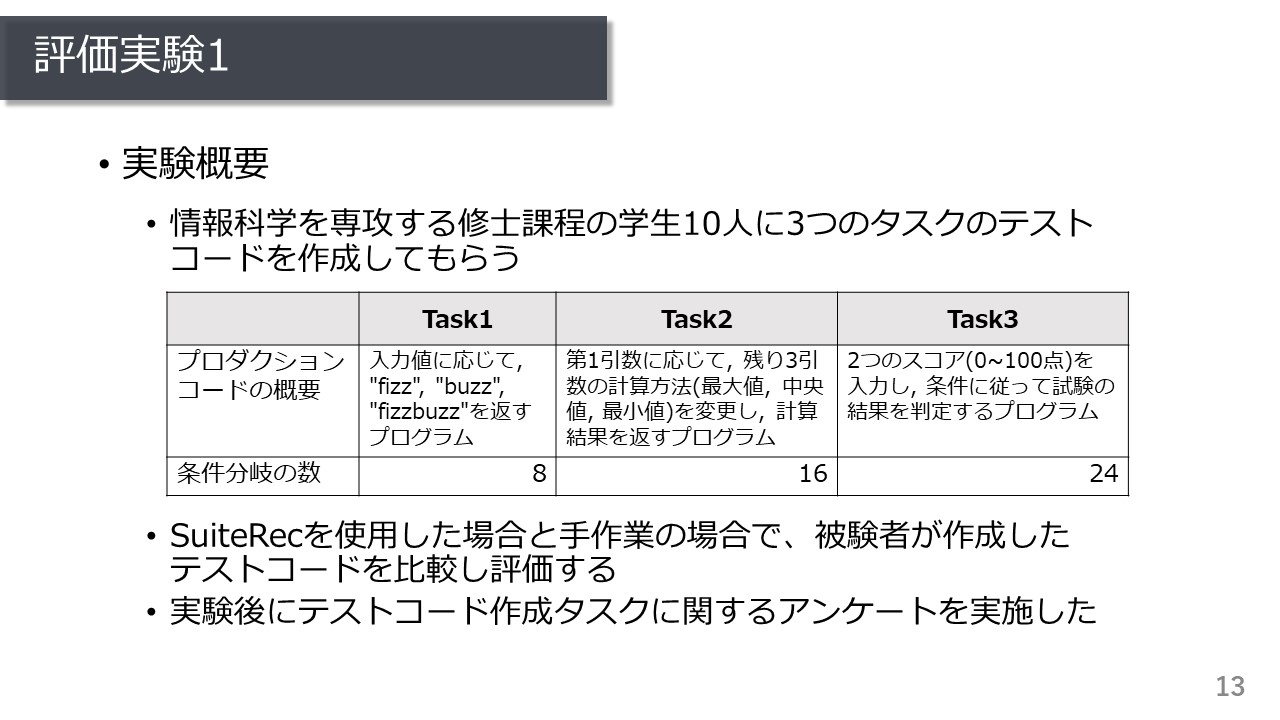 評価実験1
• 実験概要
• 情報科学を専攻する修士課程の学生10人に3つのタスクのテスト
コードを作成してもらう
Task1 Task2 Task3
プロダクション
コードの概要
入力値に応じて,
"fizz", "buzz",
"fizzbuzz"を返す
プログラム
第1引数に応じて, 残り3引
数の計算方法(最大値, 中央
値, 最小値)を変更し, 計算
結果を返すプログラム
2つのスコア(0~100点)を
入力し, 条件に従って試験の
結果を判定するプログラム
条件分岐の数 8 16 24
• SuiteRecを使用した場合と手作業の場合で、被験者が作成した
テストコードを比較し評価する
• 実験後にテストコード作成タスクに関するアンケートを実施した
13